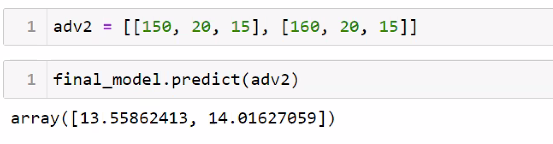 1 adv2 = [[150, 20, 15], [160, 20, 15]]
1 final_model.predict(adv2)
array([13.55862413, 14.01627059])